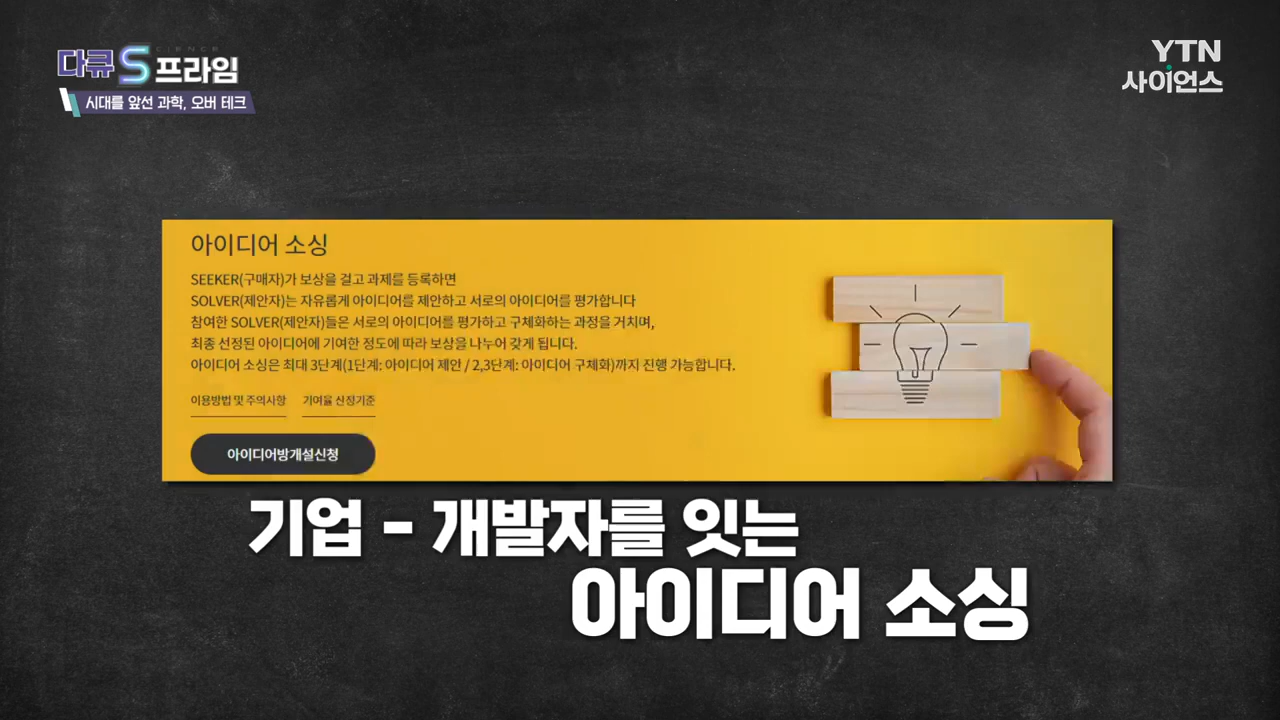 다큐 S 프라임
SCIENCE
시대를 앞선 과학, 오버 테크
YTN
사이언스
아이디어 소싱
SEEKER(구매자)가 보상을 걸고 과제를 등록하면
SOLVER(제안자)는 자유롭게 아이디어를 제안하고 서로의 아이디어를 평가합니다
참여한 SOLVER(제안자)들은 서로의 아이디어를 평가하고 구체화하는 과정을 거치며,
최종 선정된 아이디어에 기여한 정도에 따라 보상을 나누어 갖게 됩니다.
아이디어 소싱은 최대 3단계(1단계: 아이디어 제안 / 2,3단계: 아이디어 구체화)까지 진행 가능합니다.
이용방법 및 주의사항 기여율 산정기준
아이디어방개설신청
기업 - 개발자를 잇는
아이디어 소싱